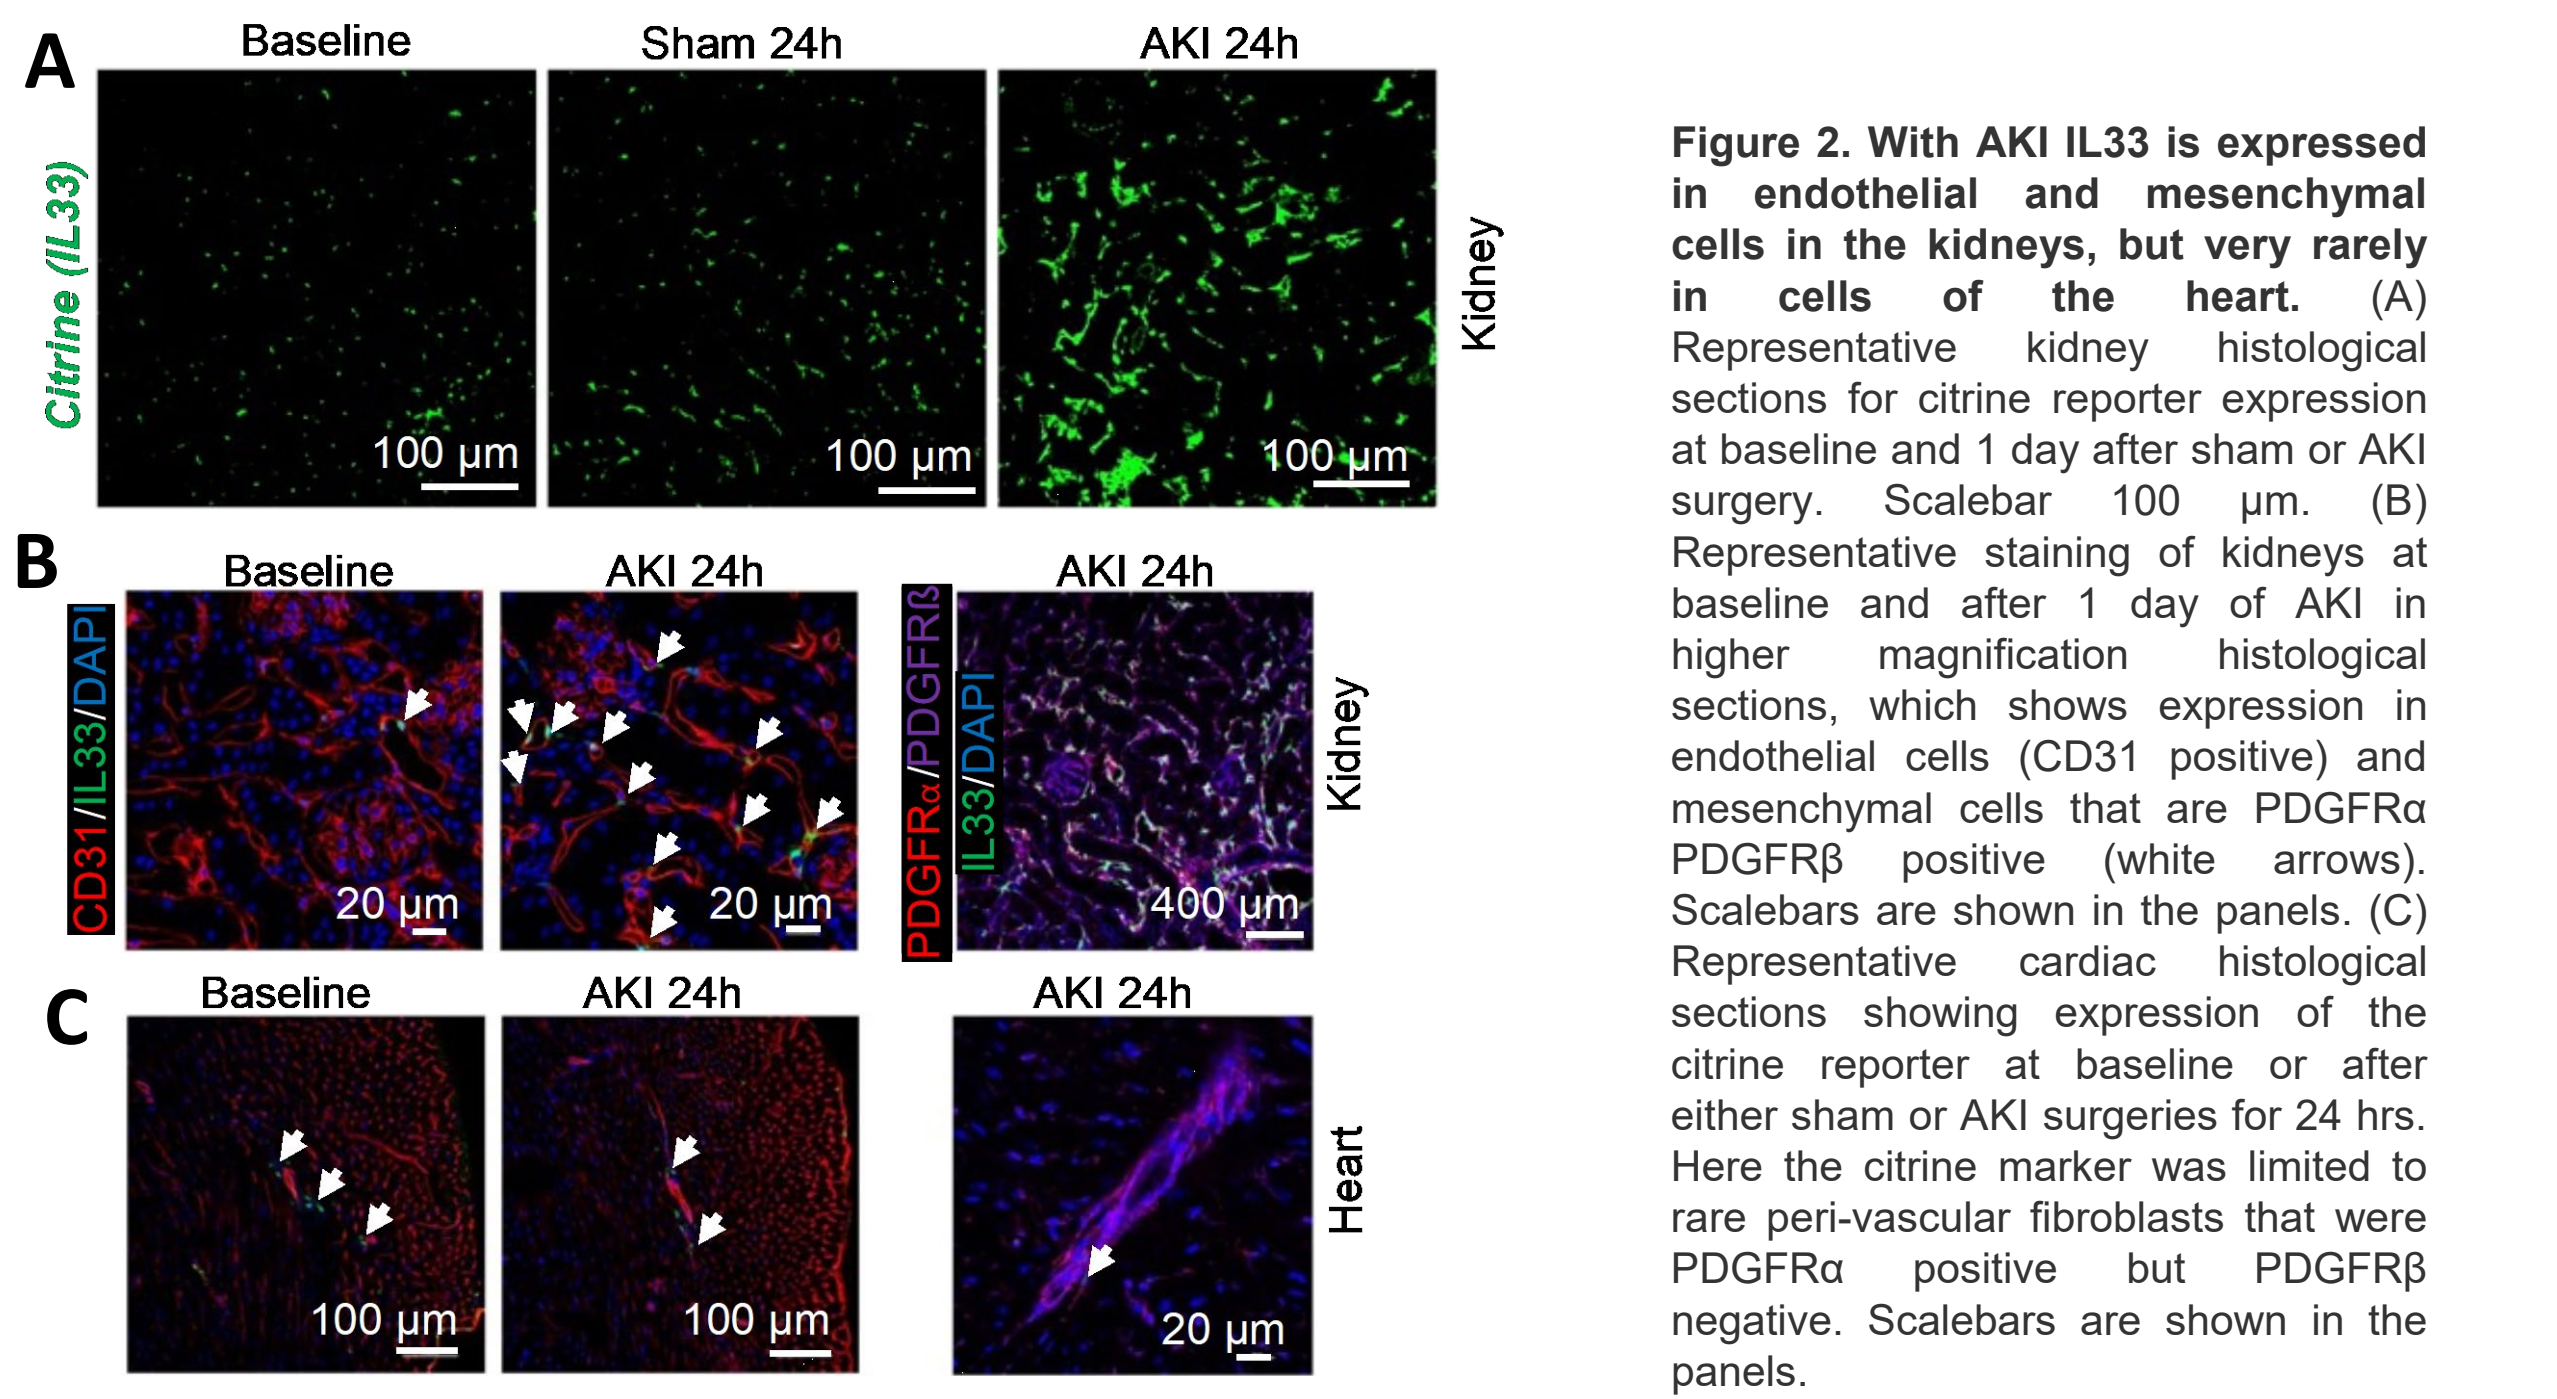 A
Baseline
Sham 24h
AKI 24h
Citrine (IL33)
100 µm
100 µm
100 µm
Kidney
B
Baseline
AKI 24h
AKI 24h
CD31/IL33/DAPI
20 µm
20 µm
PDGFRα/PDGFRß
IL33/DAPI
400 µm
Kidney
C
Baseline
AKI 24h
AKI 24h
100 µm
100 µm
20 µm
Heart
Figure 2. With AKI IL33 is expressed
in endothelial and mesenchymal
cells in the kidneys, but very rarely
in cells of the heart. (A)
Representative kidney histological
sections for citrine reporter expression
at baseline and 1 day after sham or AKI
surgery. Scalebar 100 µm. (B)
Representative staining of kidneys at
baseline and after 1 day of AKI in
higher magnification histological
sections, which shows expression in
endothelial cells (CD31 positive) and
mesenchymal cells that are PDGFRα
PDGFRβ positive (white arrows).
Scalebars are shown in the panels. (C)
Representative cardiac histological
sections showing expression of the
citrine reporter at baseline or after
either sham or AKI surgeries for 24 hrs.
Here the citrine marker was limited to
rare peri-vascular fibroblasts that were
PDGFRα positive but PDGFRβ
negative. Scalebars are shown in the
panels.